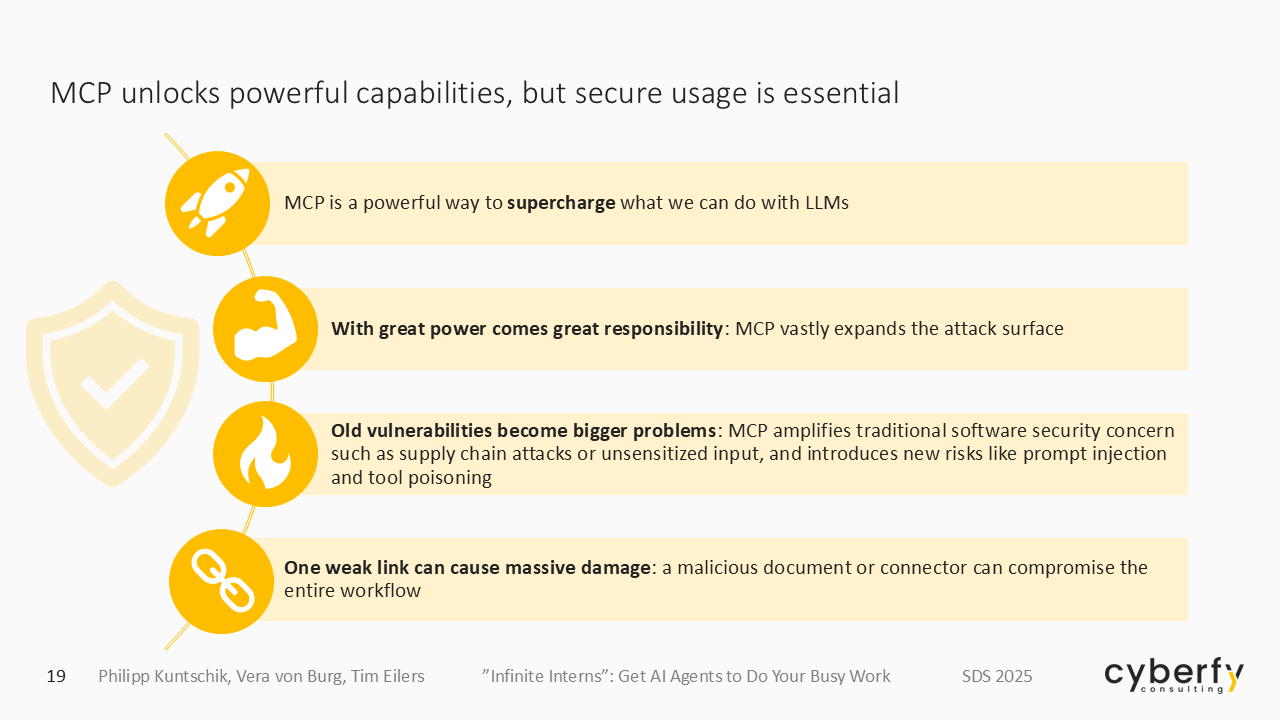 MCP unlocks powerful capabilities, but secure usage is essential
MCP is a powerful way to supercharge what we can do with LLMs
With great power comes great responsibility: MCP vastly expands the attack surface
Old vulnerabilities become bigger problems: MCP amplifies traditional software security concern
such as supply chain attacks or unsensitized input, and introduces new risks like prompt injection
and tool poisoning
One weak link can cause massive damage: a malicious document or connector can compromise the
entire workflow
19 Philipp Kuntschik, Vera von Burg, Tim Eilers ”Infinite Interns”: Get AI Agents to Do Your Busy Work SDS 2025
cyberfy
consulting